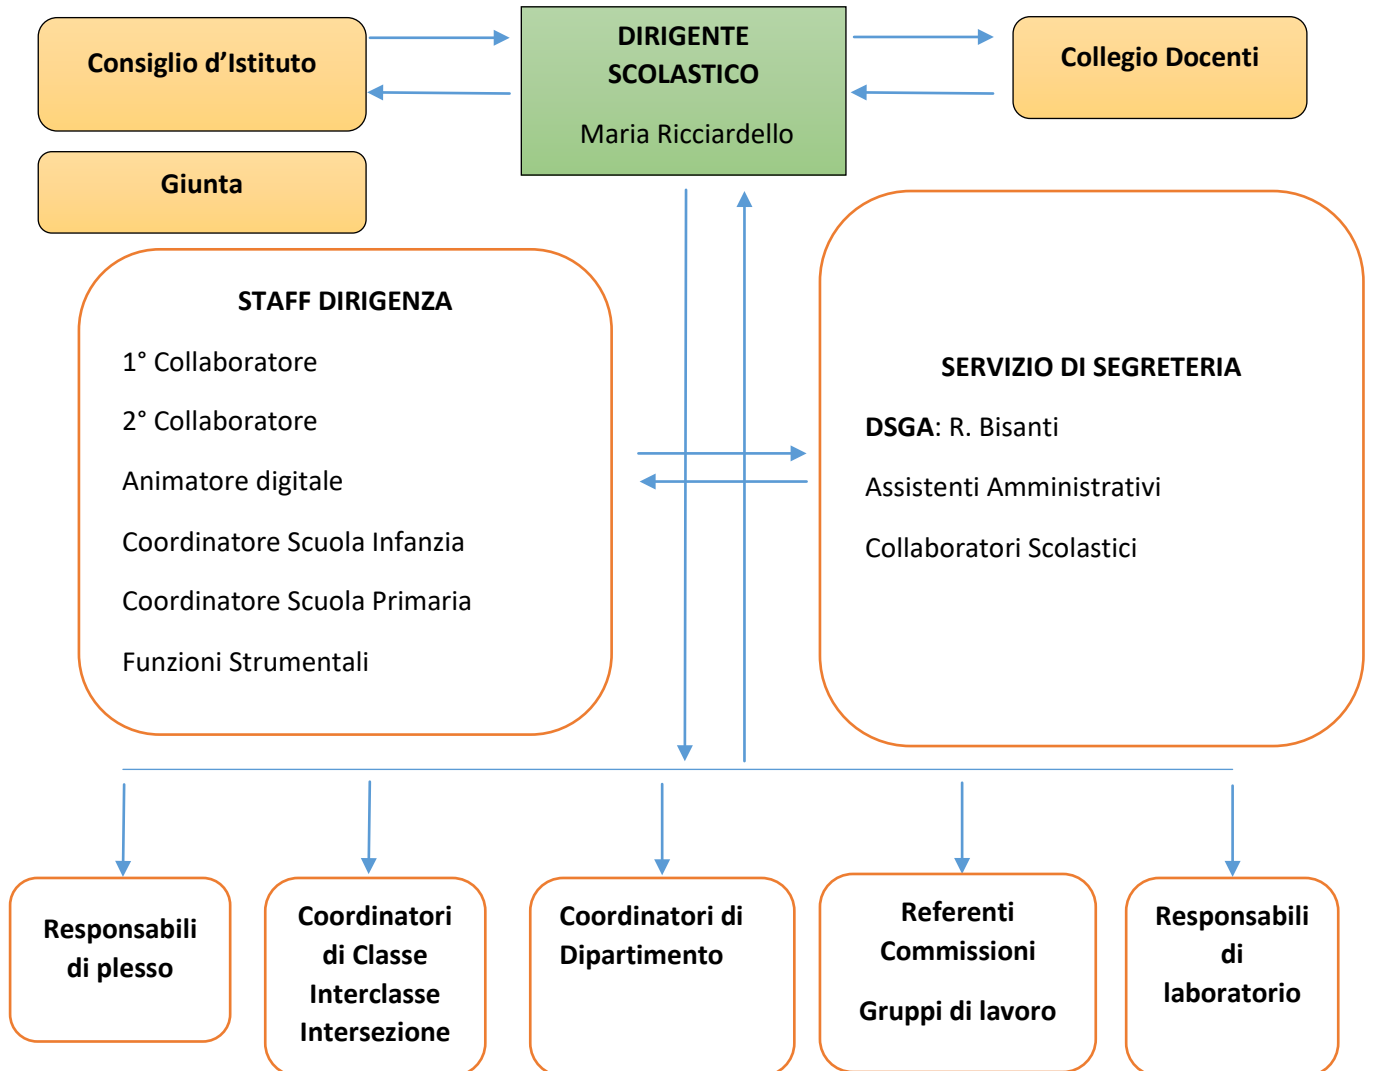 Consiglio d’Istituto
DIRIGENTE
SCOLASTICO
Maria Ricciardello
Collegio Docenti
Giunta
STAFF DIRIGENZA
1° Collaboratore
2° Collaboratore
Animatore digitale
Coordinatore Scuola Infanzia
Coordinatore Scuola Primaria
Funzioni Strumentali
SERVIZIO DI SEGRETERIA
DSGA: R. Bisanti
Assistenti Amministrativi
Collaboratori Scolastici
Responsabili
di plesso
Coordinatori
di Classe
Interclasse
Intersezione
Coordinatori di
Dipartimento
Referenti
Commissioni
Gruppi di lavoro
Responsabili
di
laboratorio